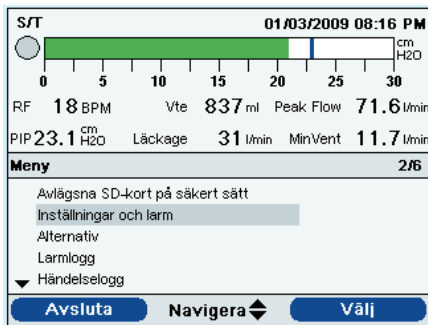 S/T 01/03/2009 08:16 PM
cm
H2O
0 5 10 15 20 25 30
RF 18 BPM Vte 837 ml Peak Flow 71.6 l/min
PIP 23.1 cm H2O Läckage 31 l/min MinVent 11.7 l/min
Meny 2/6
Avlägsna SD-kort på säkert sätt
Inställningar och larm
Alternativ
Larmlogg
Händelselogg
Avsluta Navigera Välj